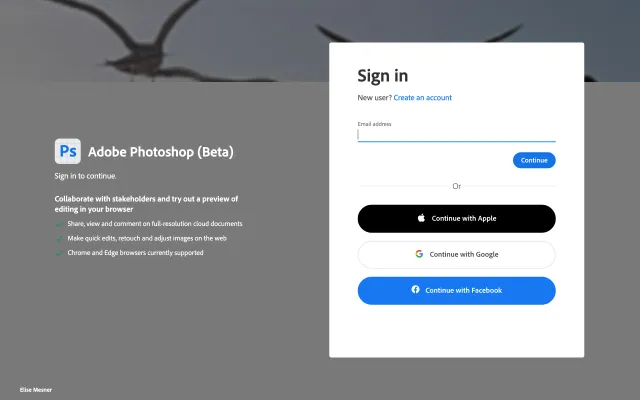 Ps Adobe Photoshop (Beta)
Sign in to continue.
Collaborate with stakeholders and try out a preview of
editing in your browser
Share, view and comment on full-resolution cloud documents
Make quick edits, retouch and adjust images on the web
Chrome and Edge browsers currently supported
Elise Mesner
Sign in
New user? Create an account
Email address
Continue
Or
Continue with Apple
Continue with Google
Continue with Facebook